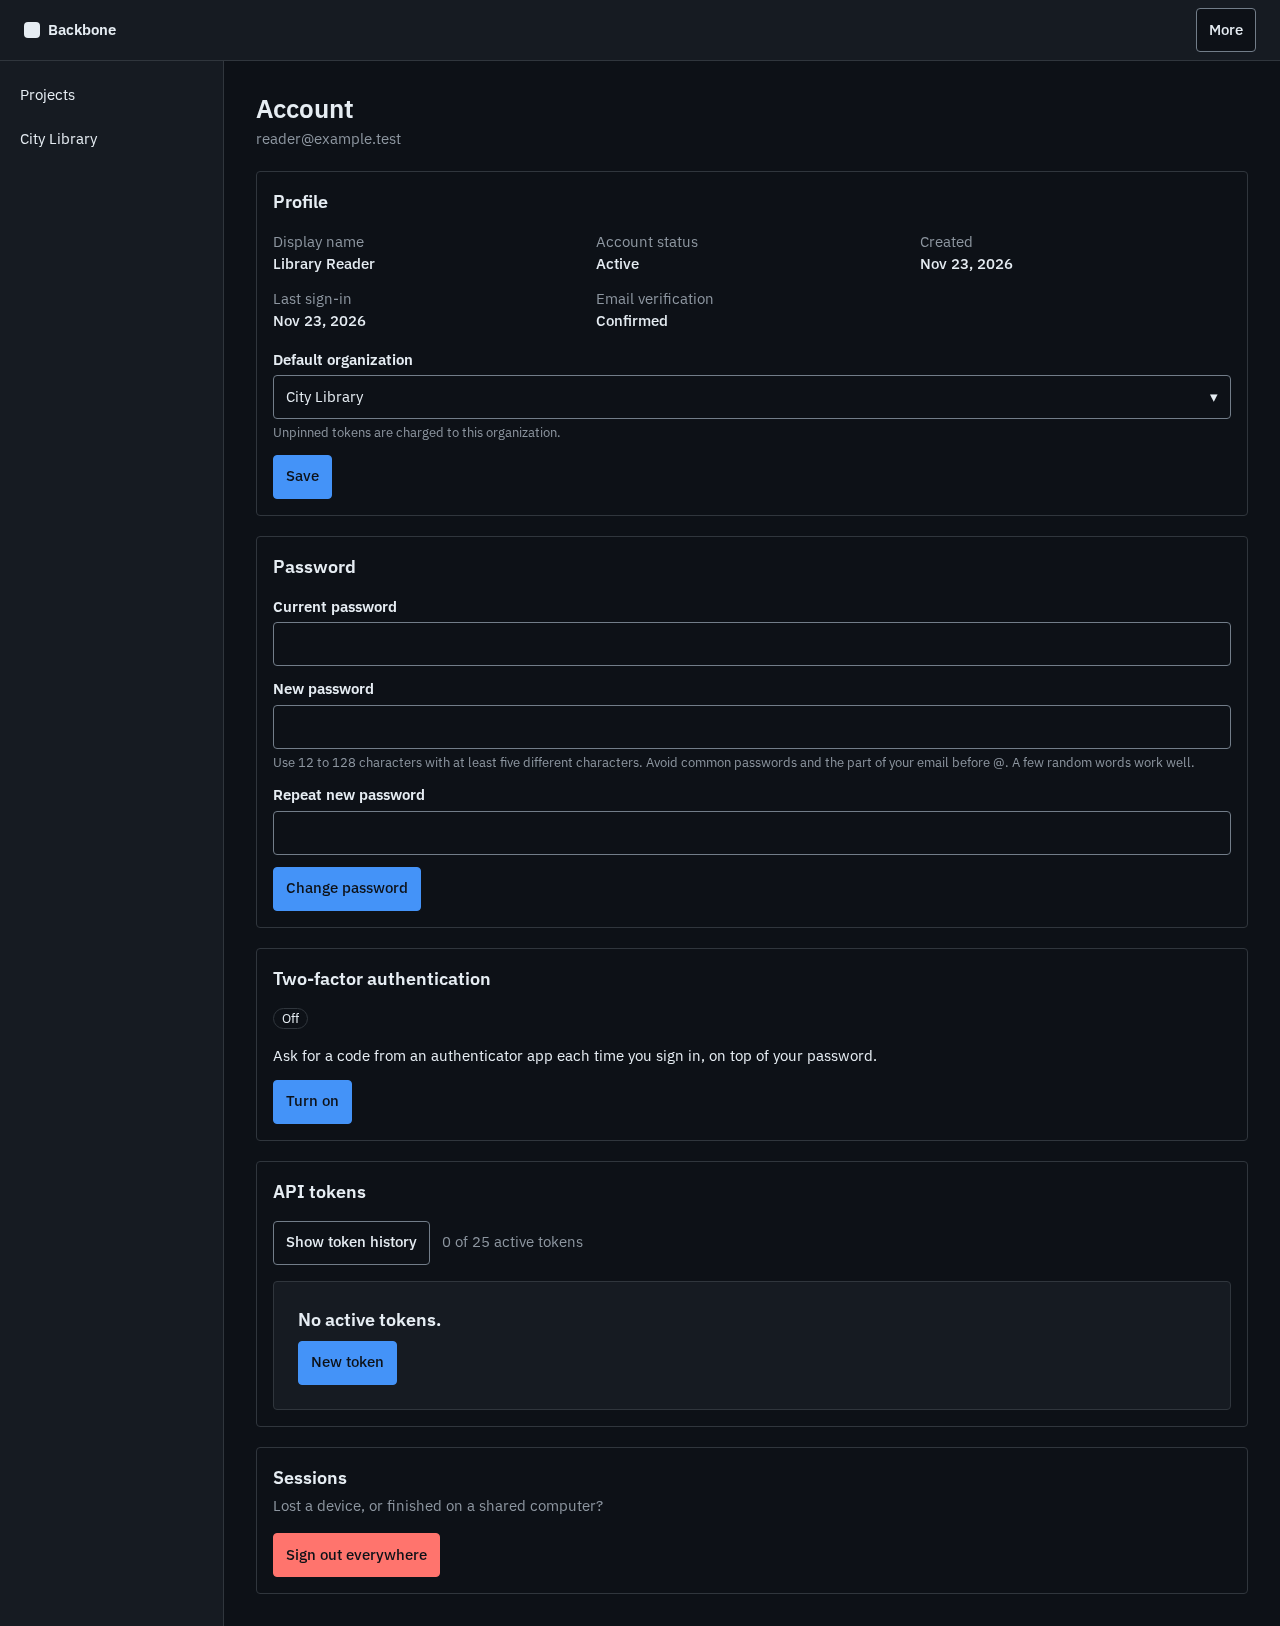 Backbone
More
Projects
City Library
Account
reader@example.test
Profile
Display name
Library Reader
Account status
Active
Created
Nov 23, 2026
Last sign-in
Nov 23, 2026
Email verification
Confirmed
Default organization
City Library
▾
Unpinned tokens are charged to this organization.
Save
Password
Current password
New password
Use 12 to 128 characters with at least five different characters. Avoid common passwords and the part of your email before @. A few random words work well.
Repeat new password
Change password
Two-factor authentication
Off
Ask for a code from an authenticator app each time you sign in, on top of your password.
Turn on
API tokens
Show token history
0 of 25 active tokens
No active tokens.
New token
Sessions
Lost a device, or finished on a shared computer?
Sign out everywhere